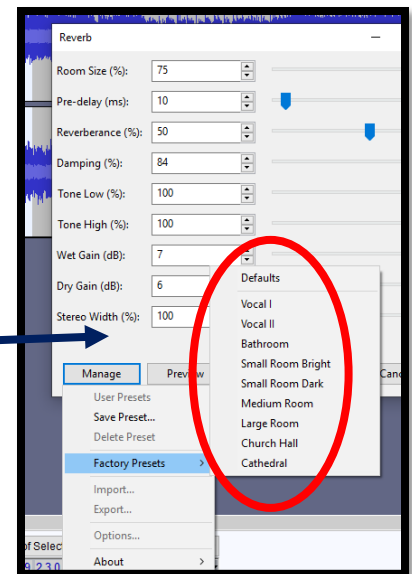 Reverb
Room Size (%): 75
Pre-delay (ms): 10
Reverberance (%): 50
Damping (%): 84
Tone Low (%): 100
Tone High (%): 100
Wet Gain (dB): 7
Dry Gain (dB): 6
Stereo Width (%): 100
Defaults
Vocal I
Vocal II
Bathroom
Small Room Bright
Small Room Dark
Medium Room
Large Room
Church Hall
Cathedral
Manage
User Presets
Save Preset...
Delete Preset
Factory Presets >
Import...
Export...
Options...
About >